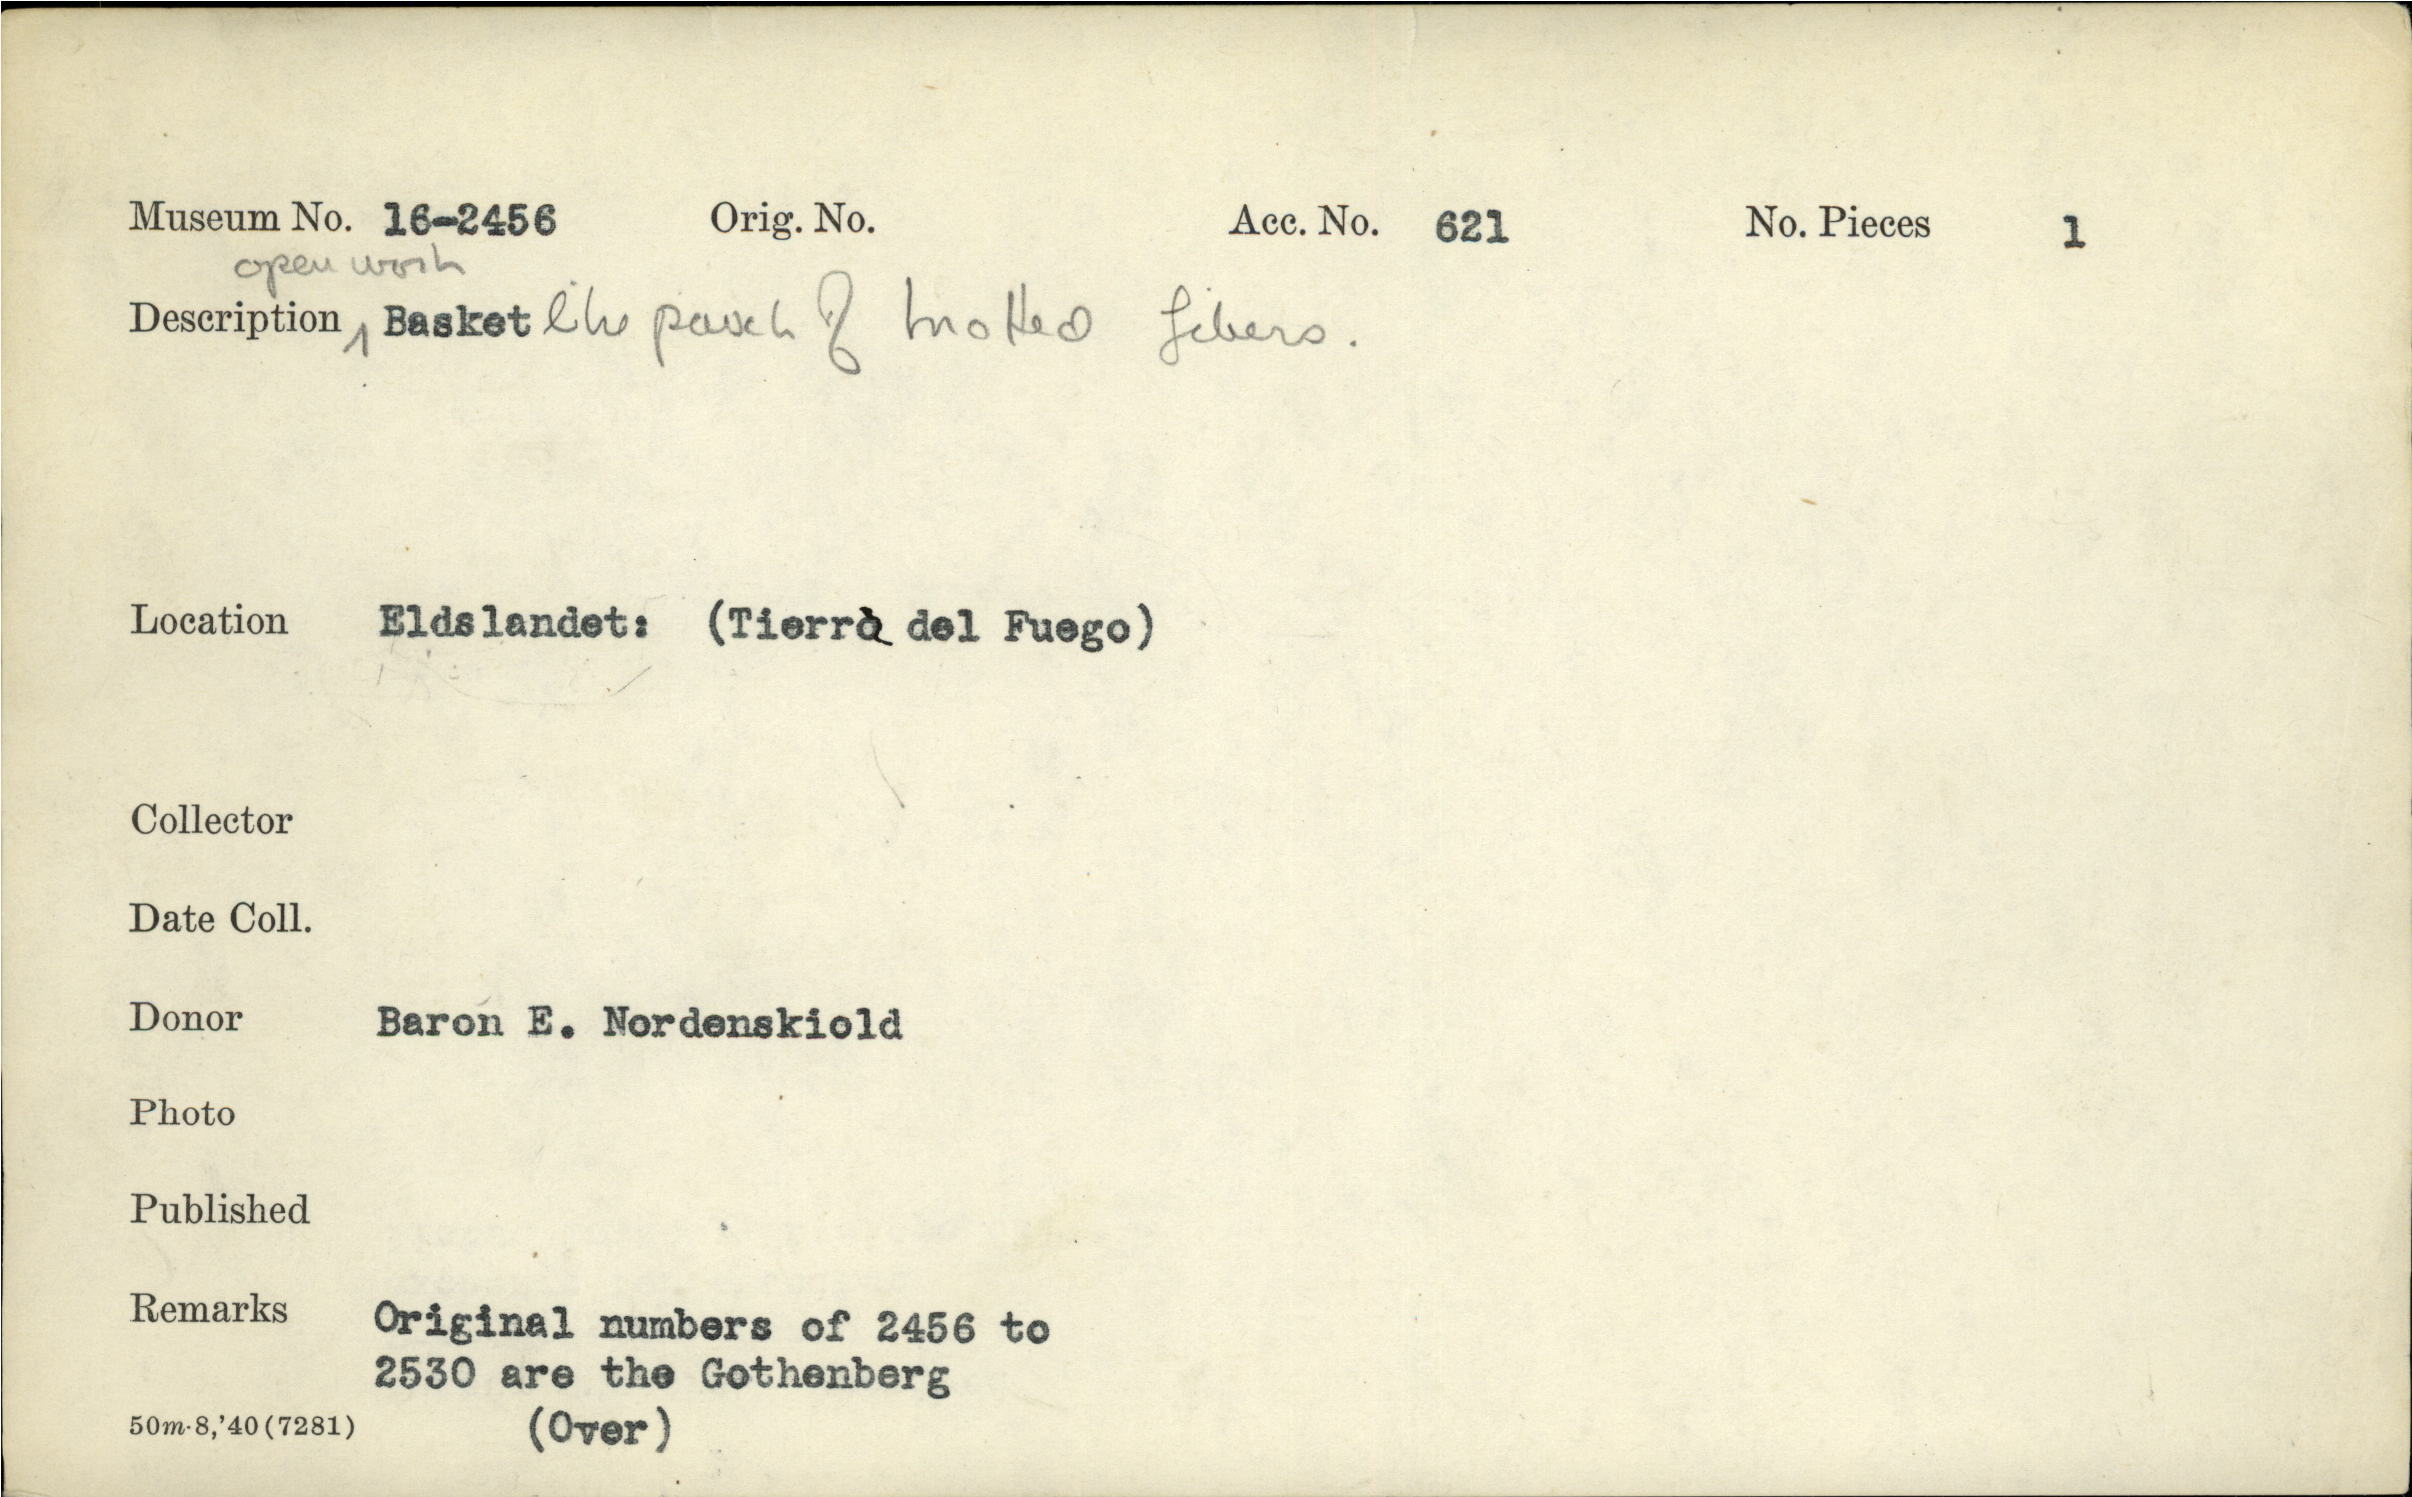 Museum No. 16-2456 Orig. No. Acc. No. 621 No. Pieces 1
open work
Description Basket like pouch of knotted fibers.
Location Eldslandet: (Tierra del Fuego)
Collector
Date Coll.
Donor Baron E. Nordenskiold
Photo
Published
Remarks Original numbers of 2456 to
2530 are the Gothenberg
50m-8,'40(7281) (Over)